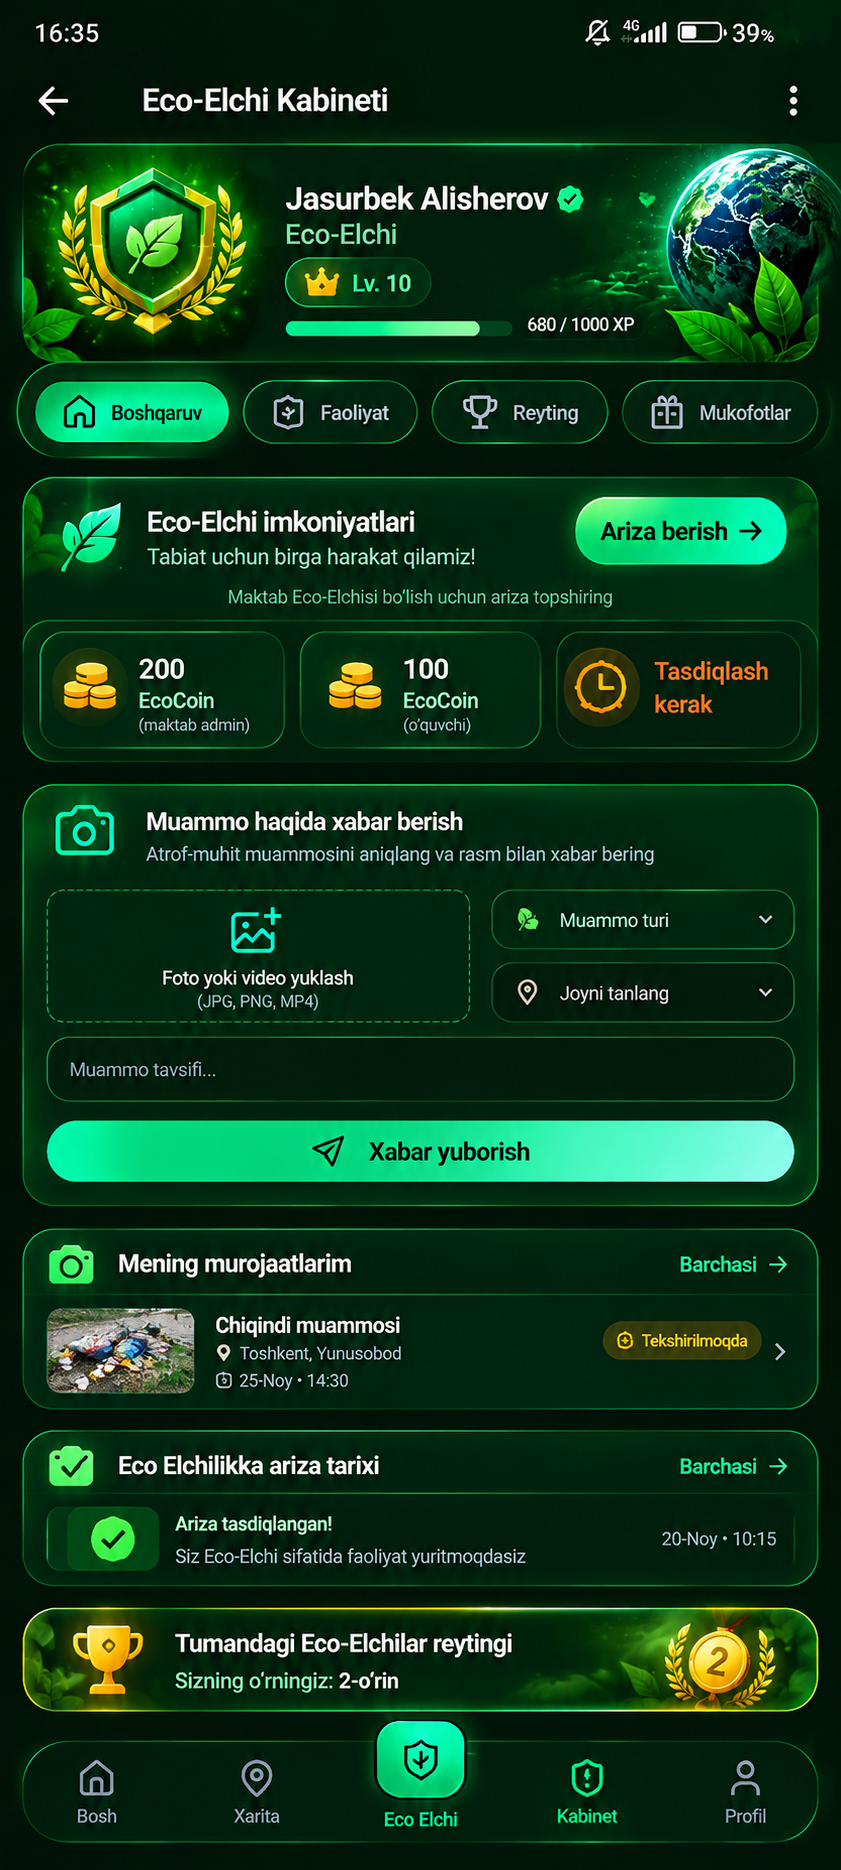 16:35
4G
39%
Eco-Elchi Kabineti
Jasurbek Alisherov
Eco-Elchi
Lv. 10
680 / 1000 XP
Boshqaruv
Faoliyat
Reyting
Mukofotlar
Eco-Elchi imkoniyatlari
Tabiat uchun birga harakat qilamiz!
Ariza berish →
Maktab Eco-Elchisi bo‘lish uchun ariza topshiring
200
EcoCoin
(maktab admin)
100
EcoCoin
(o‘quvchi)
Tasdiqlash
kerak
Muammo haqida xabar berish
Atrof-muhit muammosini aniqlang va rasm bilan xabar bering
Foto yoki video yuklash
(JPG, PNG, MP4)
Muammo turi
Joyni tanlang
Muammo tavsifi...
Xabar yuborish
Mening murojaatlarim
Barchasi →
Chiqindi muammosi
Toshkent, Yunusobod
25-Noy • 14:30
Tekshirilmoqda
Eco Elchilikka ariza tarixi
Barchasi →
Ariza tasdiqlangan!
Siz Eco-Elchi sifatida faoliyat yuritmoqdasiz
20-Noy • 10:15
Tumandagi Eco-Elchilar reytingi
Sizning o‘rningiz: 2-o‘rin
2
Bosh
Xarita
Eco Elchi
Kabinet
Profil